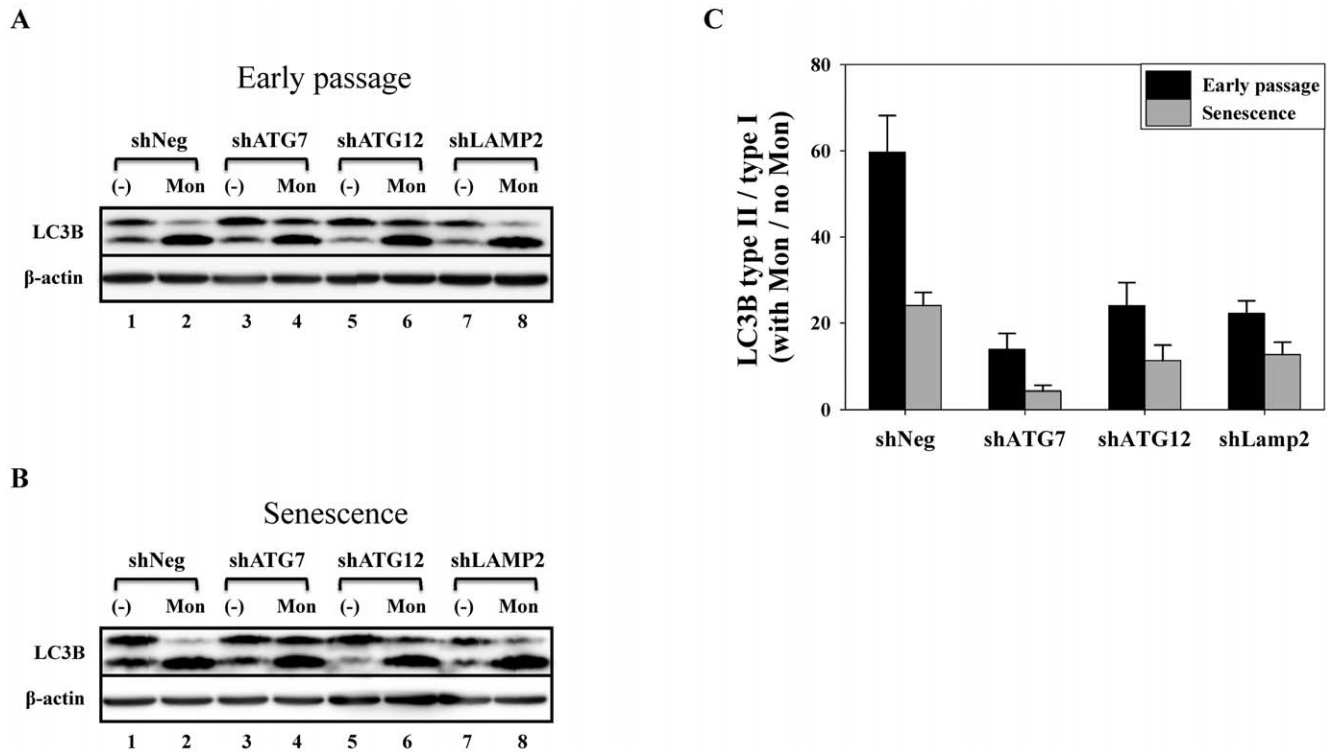 A
Early passage
shNeg shATG7 shATG12 shLAMP2
(-) Mon (-) Mon (-) Mon (-) Mon
LC3B
β-actin
1 2 3 4 5 6 7 8
B
Senescence
shNeg shATG7 shATG12 shLAMP2
(-) Mon (-) Mon (-) Mon (-) Mon
LC3B
β-actin
1 2 3 4 5 6 7 8
C
LC3B type II / type I
(with Mon / no Mon)
80
60
40
20
0
Early passage
Senescence
shNeg shATG7 shATG12 shLamp2